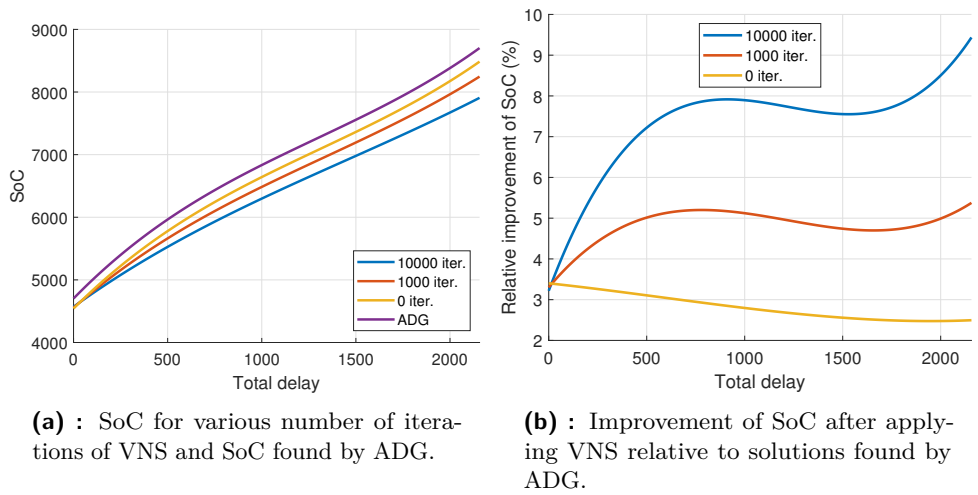 9000
8000
7000
6000
5000
4000
SoC
0
500
1000
1500
2000
Total delay
10000 iter.
1000 iter.
0 iter.
ADG
(a) : SoC for various number of itera-
tions of VNS and SoC found by ADG.
10
9
8
7
6
5
4
3
2
Relative improvement of SoC (%)
0
500
1000
1500
2000
Total delay
10000 iter.
1000 iter.
0 iter.
(b) : Improvement of SoC after apply-
ing VNS relative to solutions found by
ADG.